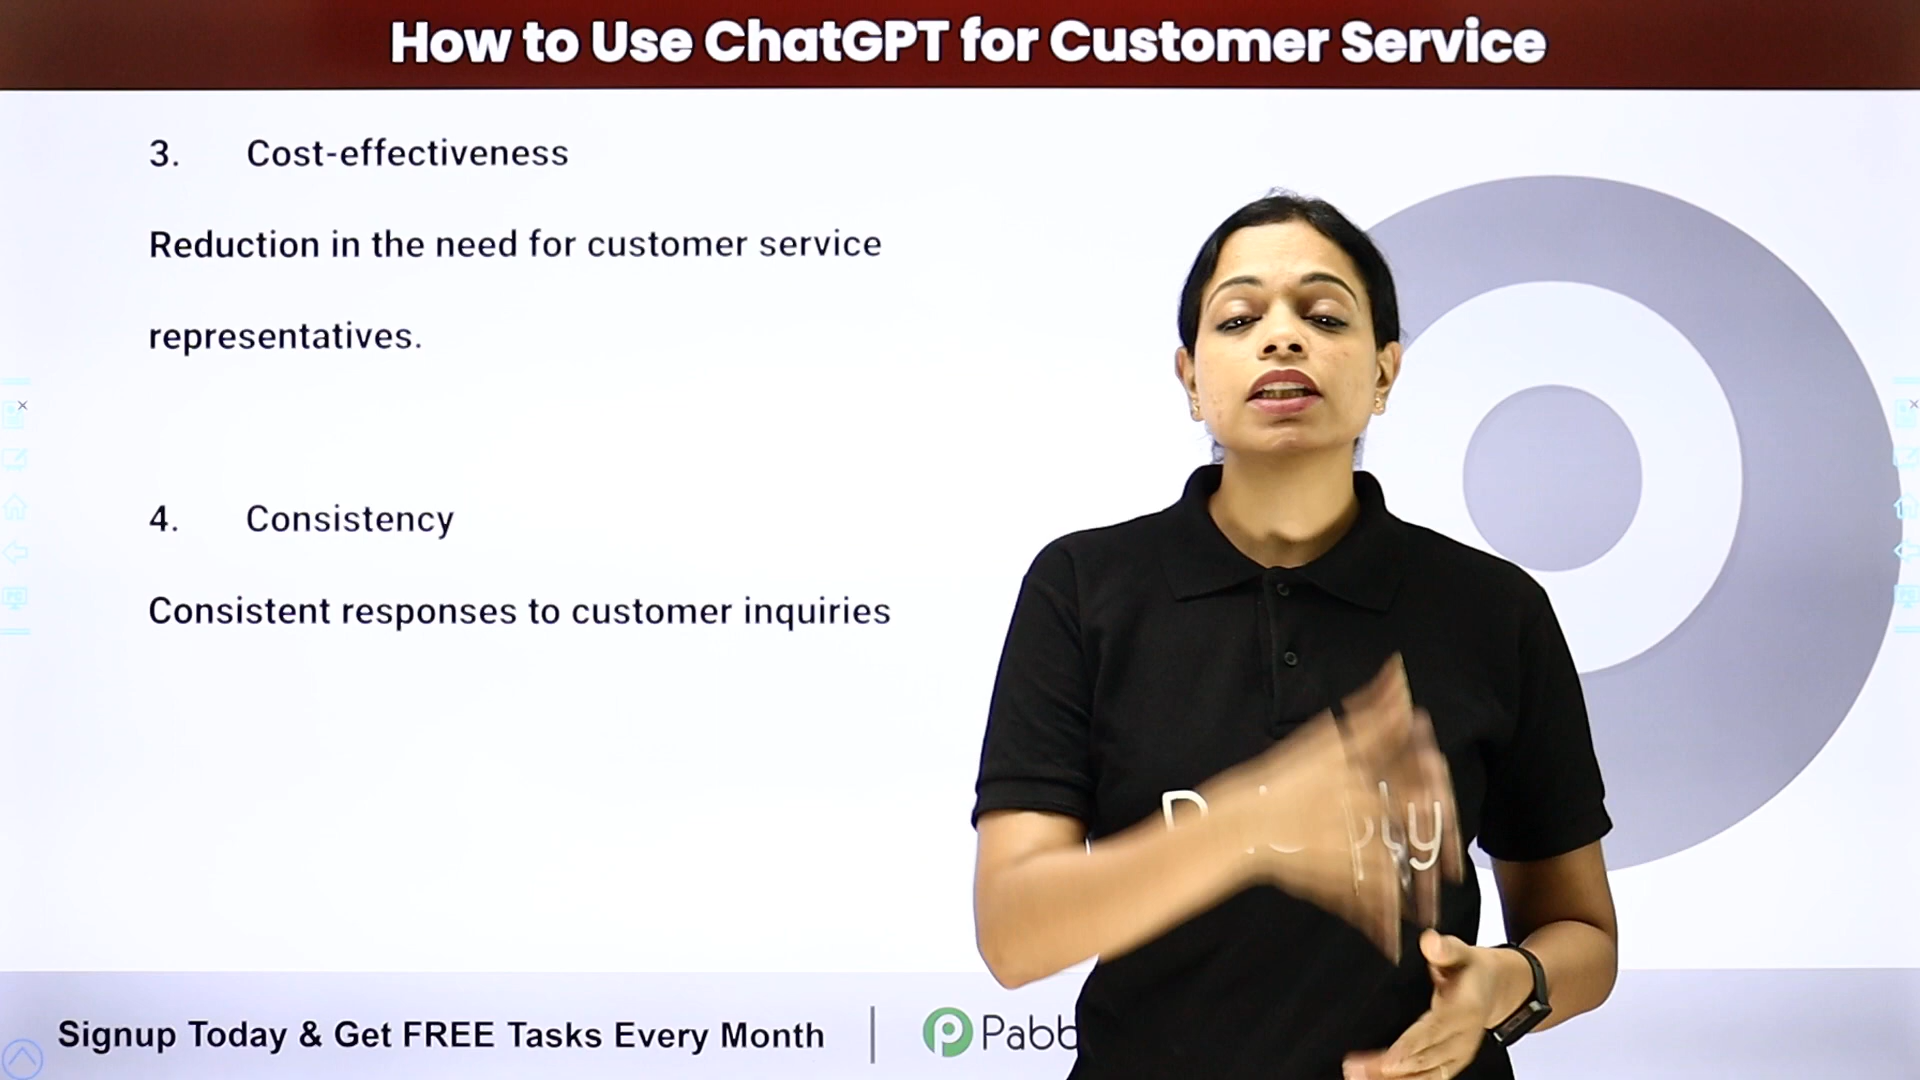 How to Use ChatGPT for Customer Service
3. Cost-effectiveness
Reduction in the need for customer service
representatives.
4. Consistency
Consistent responses to customer inquiries
Signup Today & Get FREE Tasks Every Month
Pabb